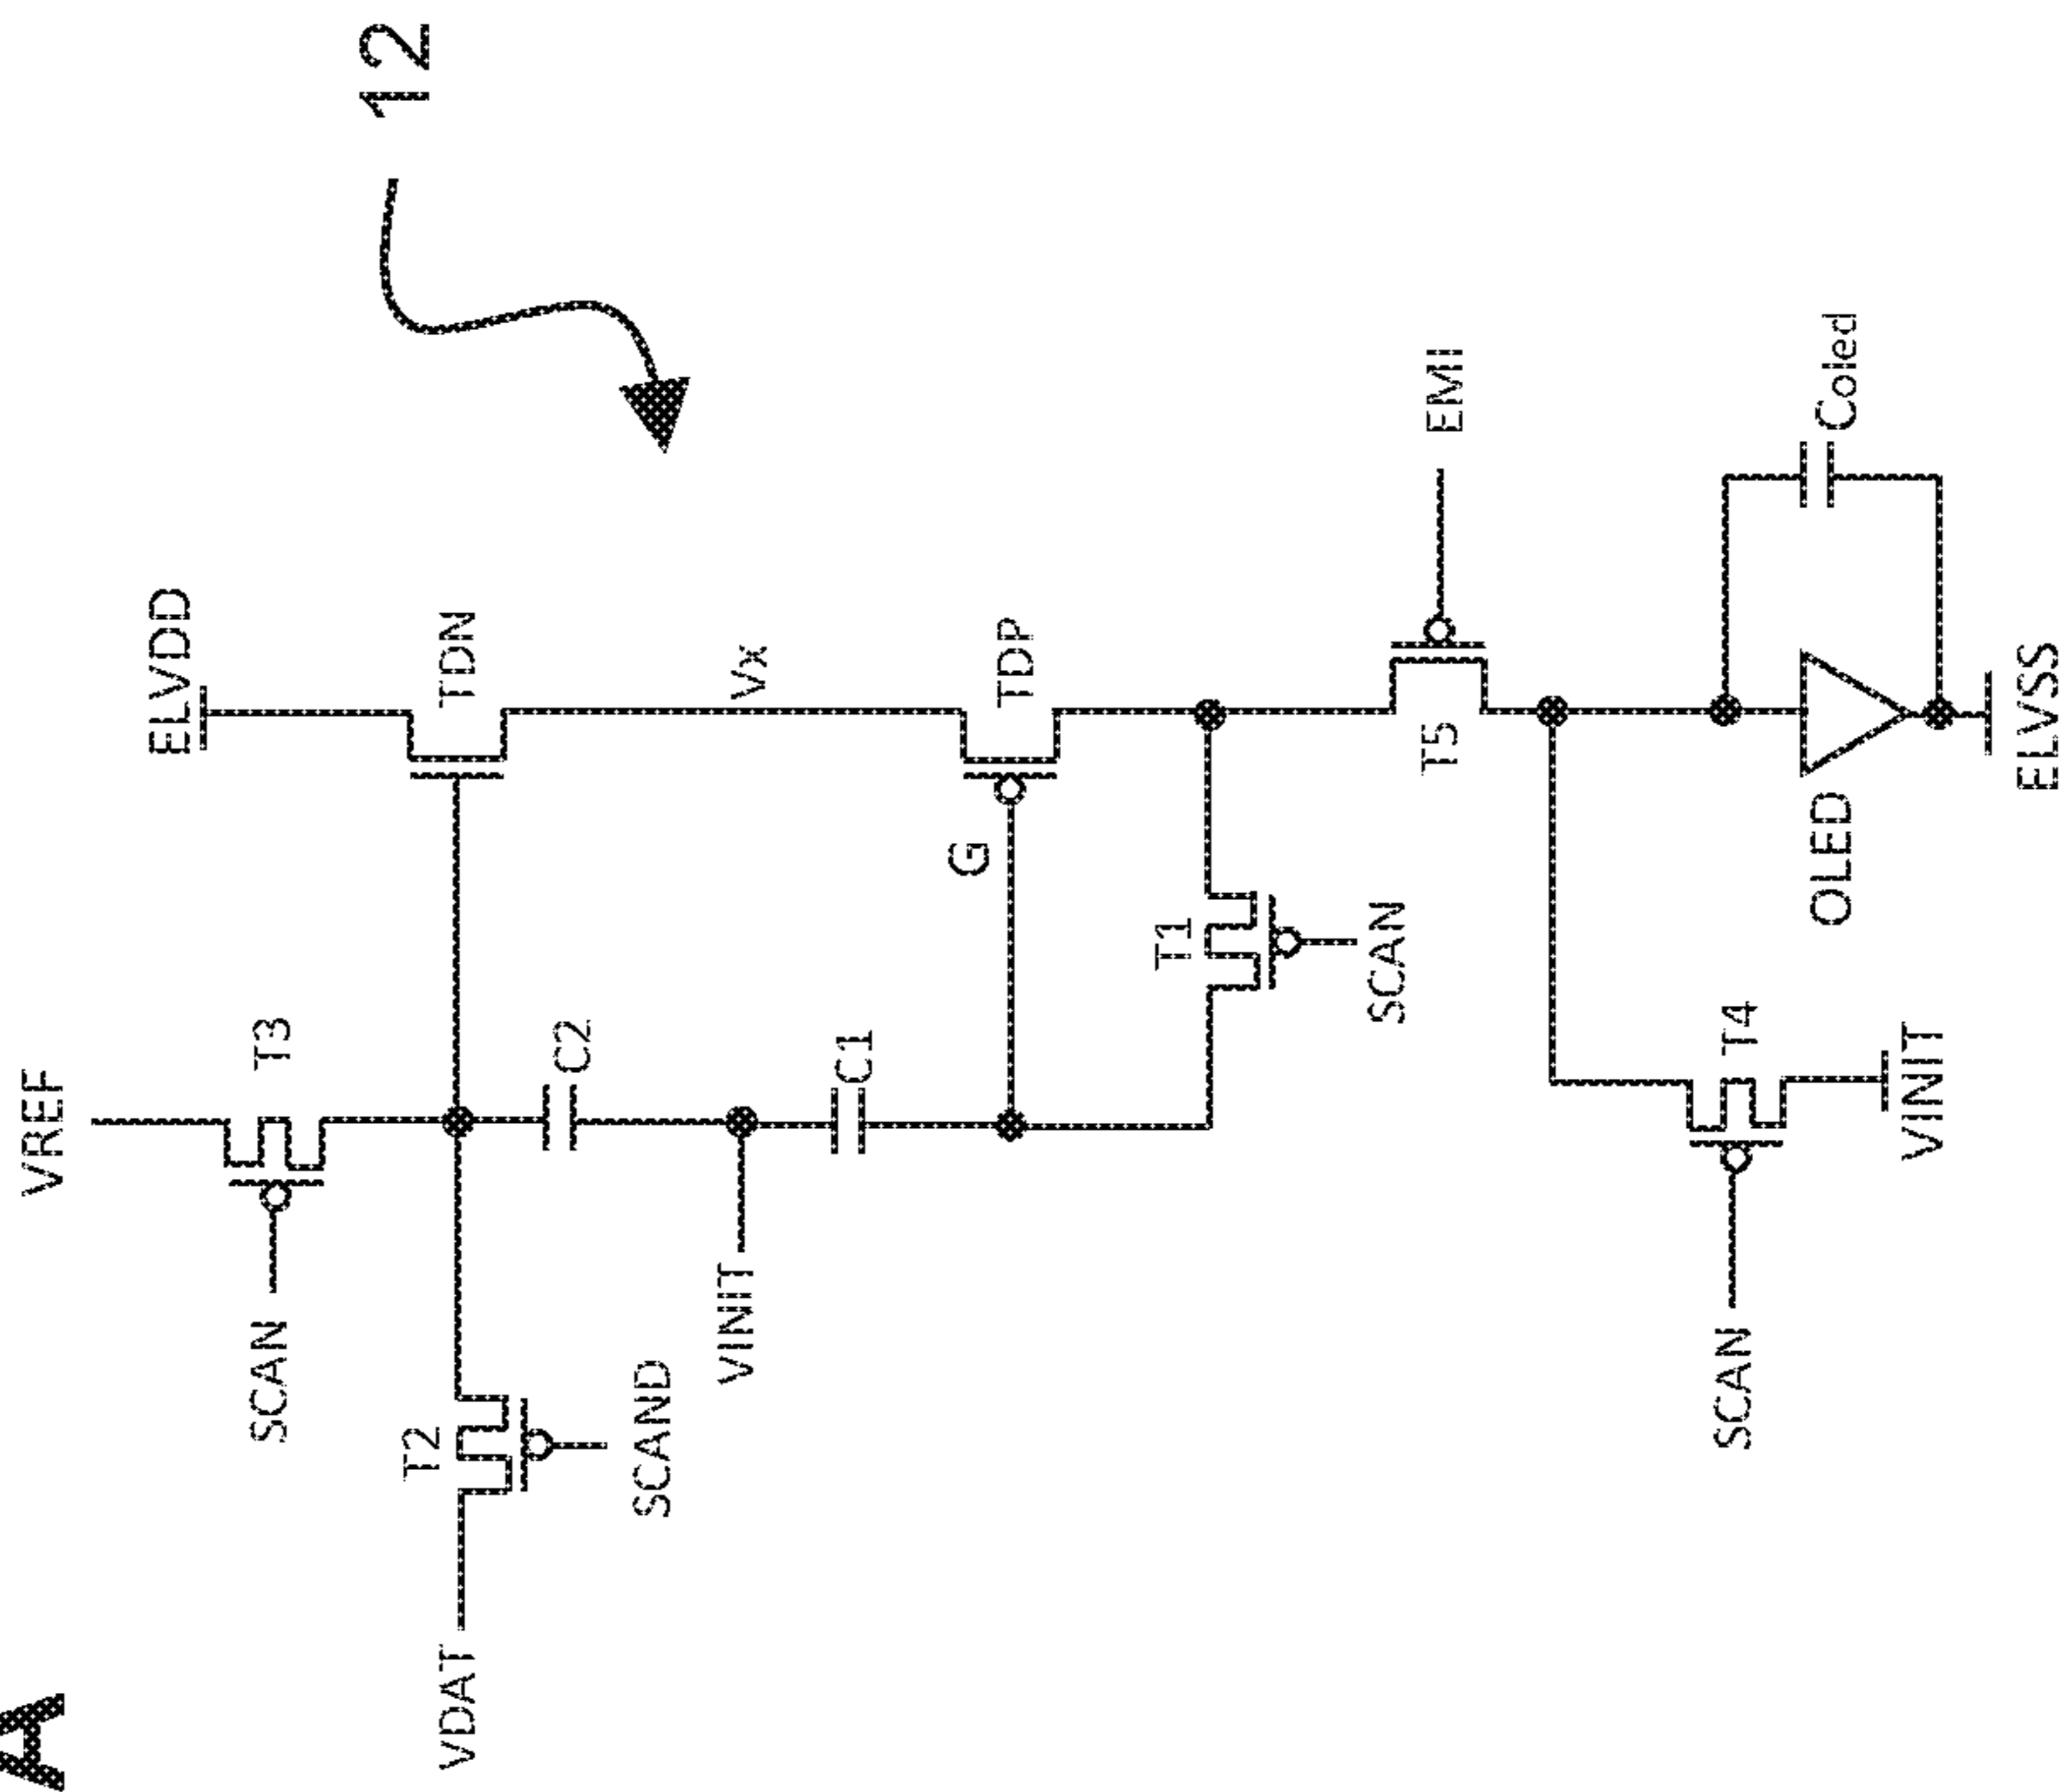 A
12
VREF
ELVDD
SCAN
T3
TDN
T2
VDAT
SCAND
C2
VINIT
Vx
C1
G
TDP
T1
SCAN
EMI
T5
SCAN
T4
VINIT
OLED
Coled
ELVSS